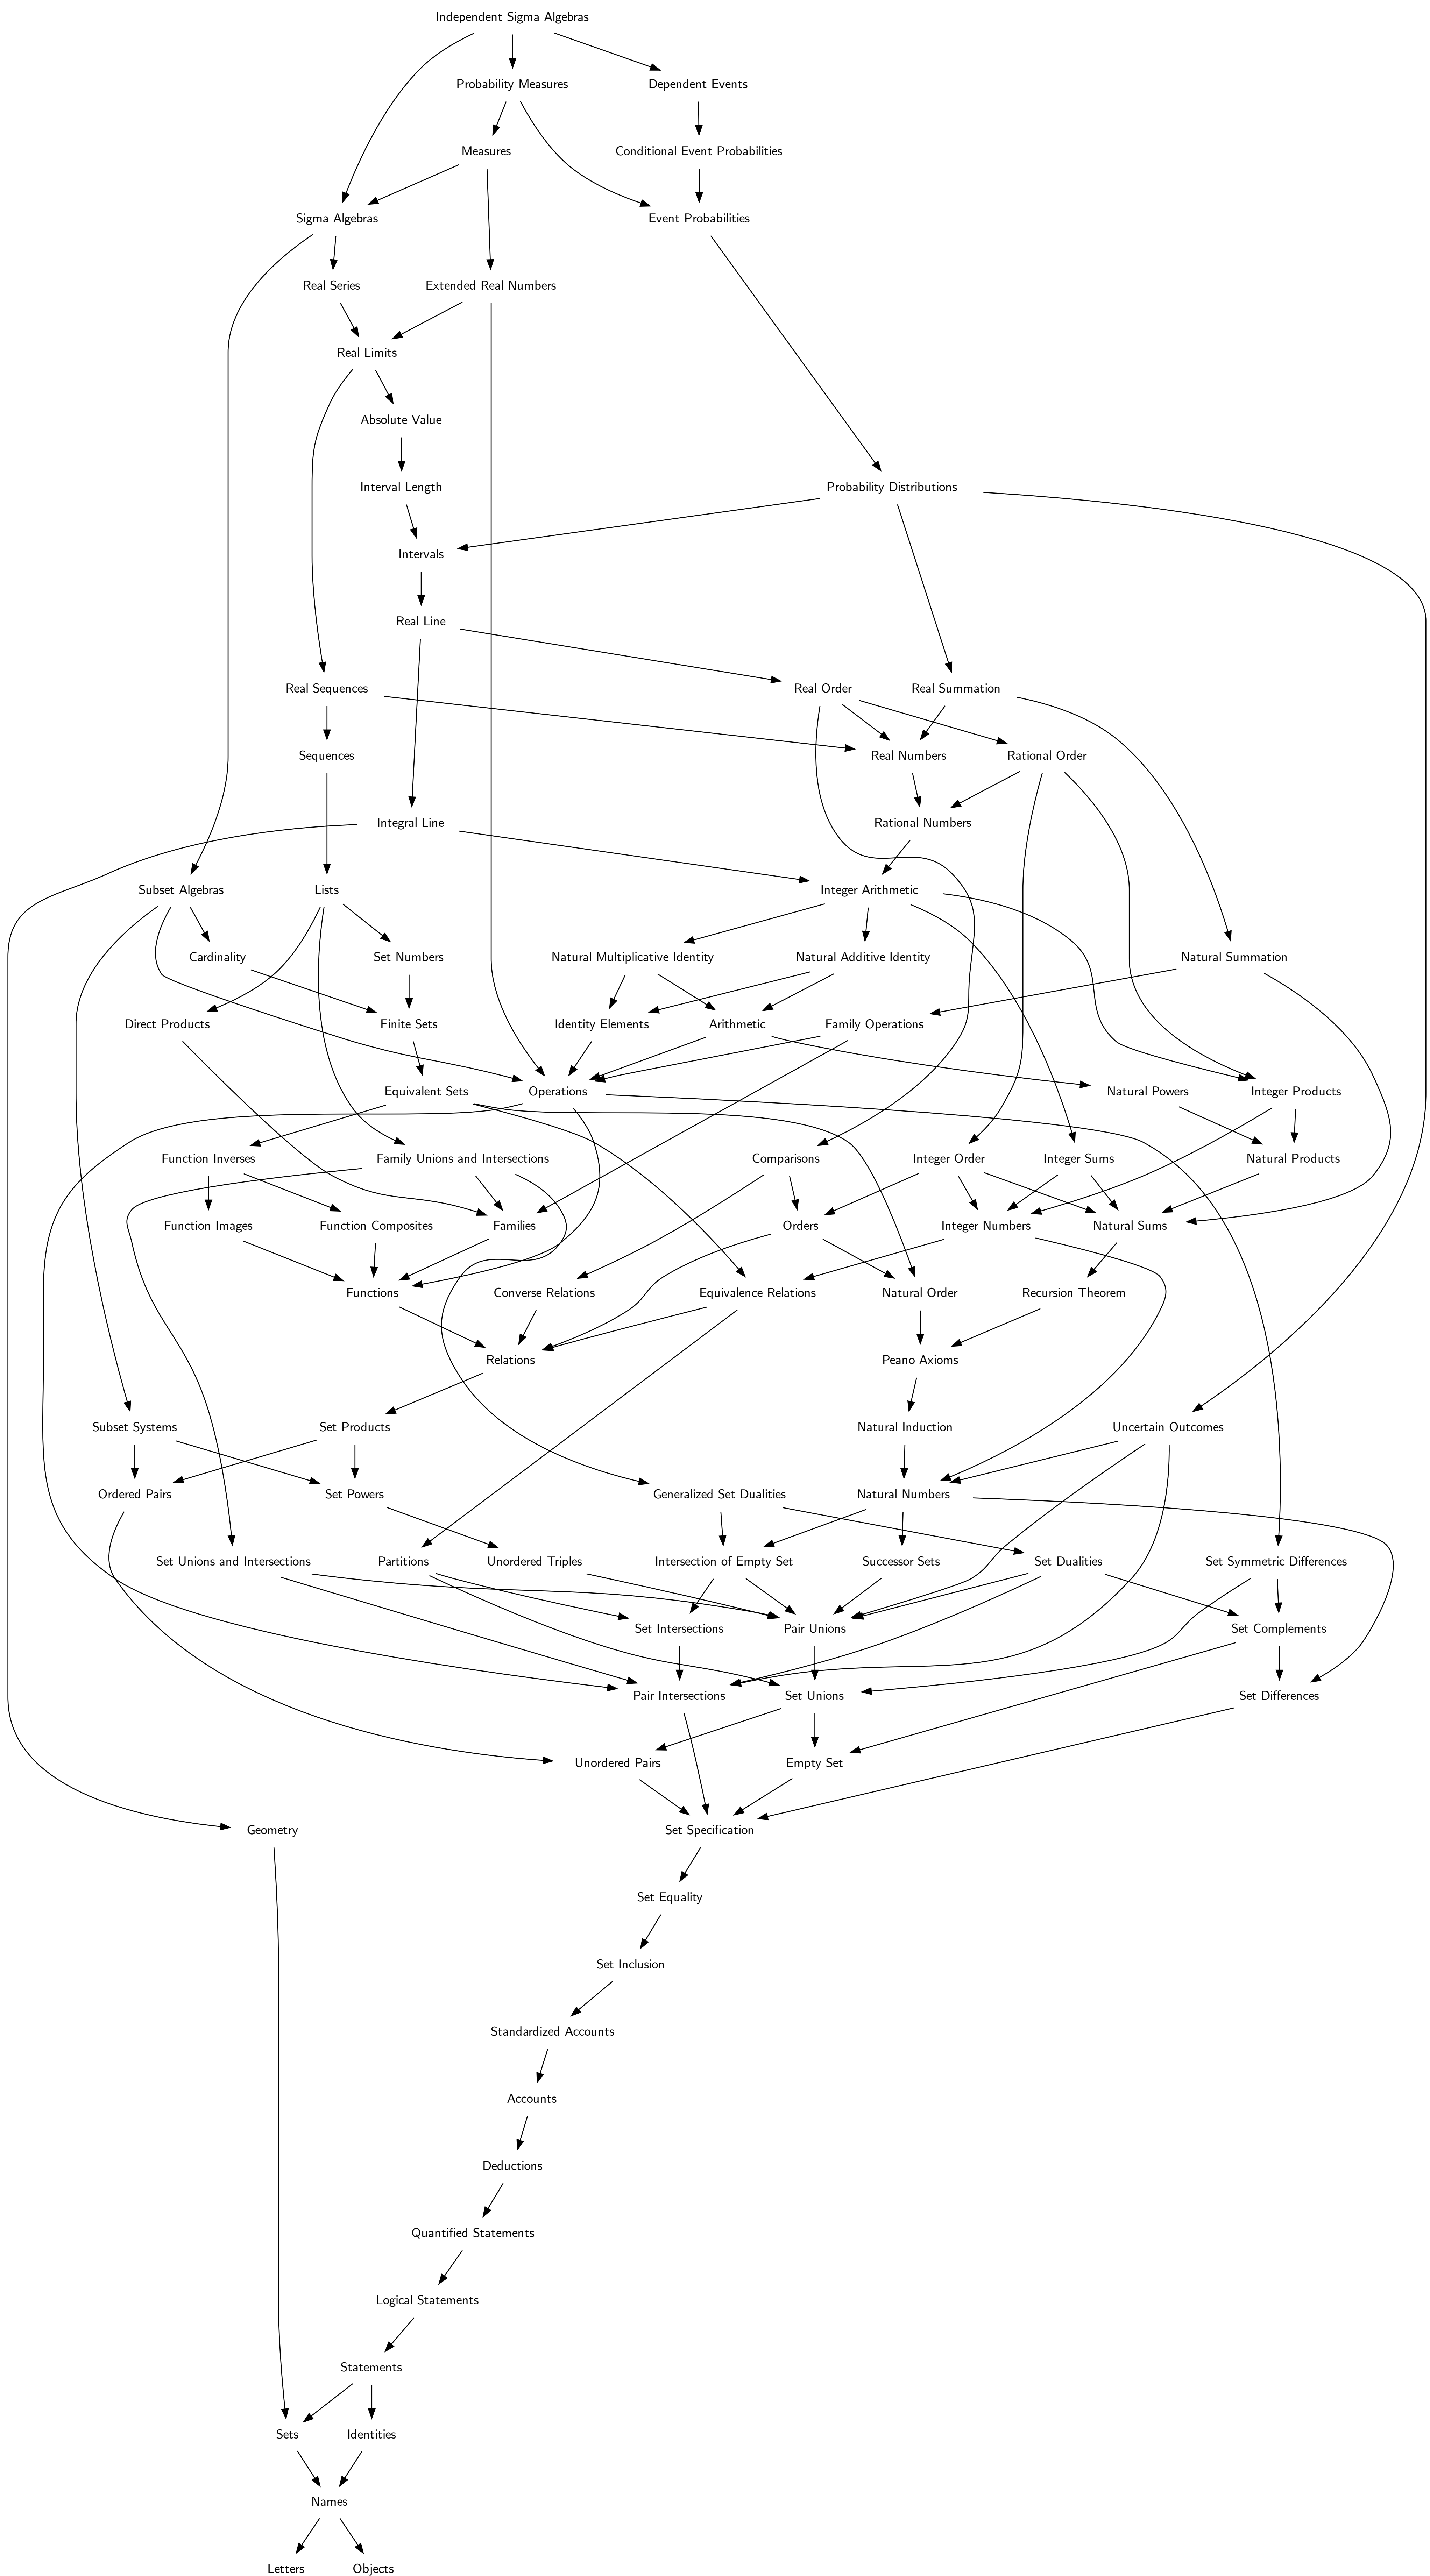 Independent Sigma Algebras
Probability Measures
Dependent Events
Measures
Conditional Event Probabilities
Sigma Algebras
Event Probabilities
Real Series
Extended Real Numbers
Real Limits
Absolute Value
Interval Length
Probability Distributions
Intervals
Real Line
Real Sequences
Real Order
Real Summation
Sequences
Real Numbers
Rational Order
Integral Line
Rational Numbers
Subset Algebras
Lists
Integer Arithmetic
Cardinality
Set Numbers
Natural Multiplicative Identity
Natural Additive Identity
Natural Summation
Direct Products
Finite Sets
Identity Elements
Arithmetic
Family Operations
Equivalent Sets
Operations
Natural Powers
Integer Products
Function Inverses
Family Unions and Intersections
Comparisons
Integer Order
Integer Sums
Natural Products
Function Images
Function Composites
Families
Orders
Integer Numbers
Natural Sums
Functions
Converse Relations
Equivalence Relations
Natural Order
Recursion Theorem
Relations
Peano Axioms
Subset Systems
Set Products
Natural Induction
Uncertain Outcomes
Ordered Pairs
Set Powers
Generalized Set Dualities
Natural Numbers
Set Unions and Intersections
Partitions
Unordered Triples
Intersection of Empty Set
Successor Sets
Set Dualities
Set Symmetric Differences
Set Intersections
Pair Unions
Set Complements
Pair Intersections
Set Unions
Set Differences
Unordered Pairs
Empty Set
Geometry
Set Specification
Set Equality
Set Inclusion
Standardized Accounts
Accounts
Deductions
Quantified Statements
Logical Statements
Statements
Sets
Identities
Names
Letters
Objects